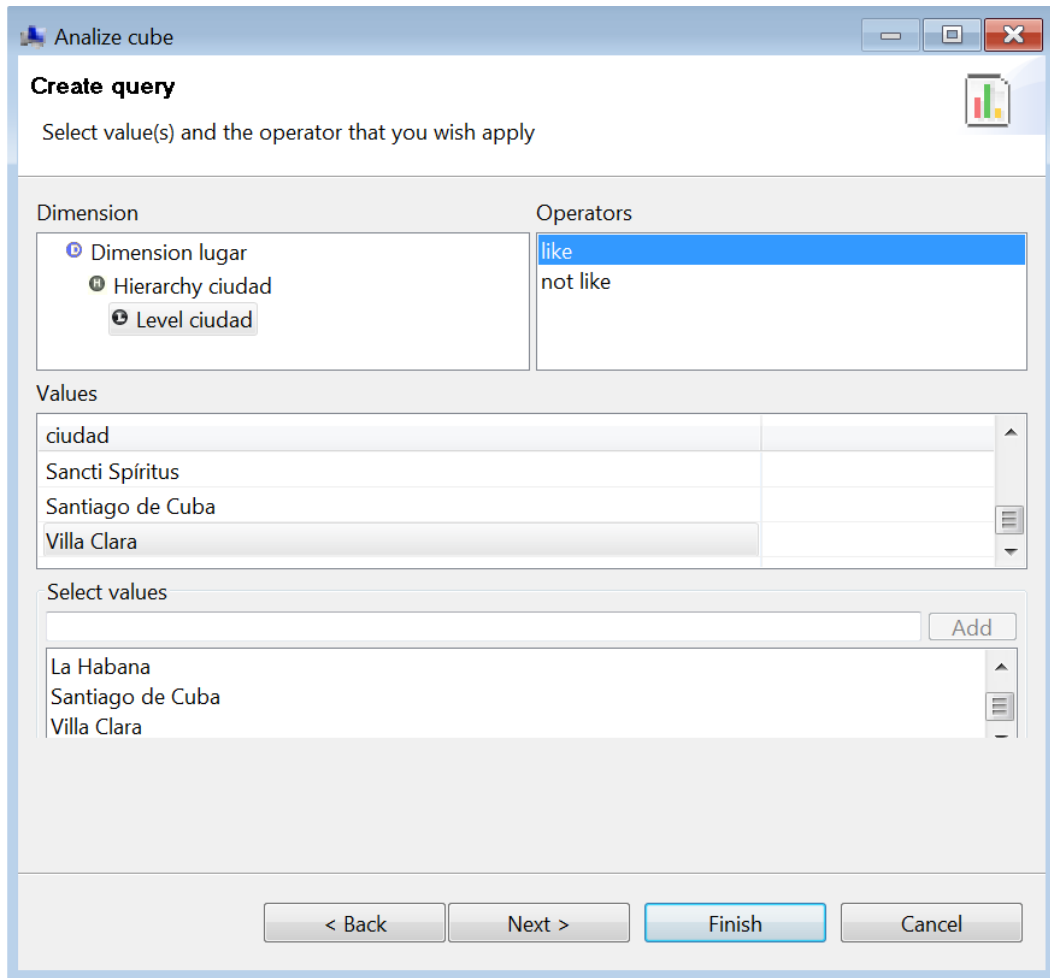 Analize cube
Create query
Select value(s) and the operator that you wish apply
Dimension
Operators
D Dimension lugar
H Hierarchy ciudad
L Level ciudad
like
not like
Values
ciudad
Sancti Spíritus
Santiago de Cuba
Villa Clara
Select values
Add
La Habana
Santiago de Cuba
Villa Clara
< Back
Next >
Finish
Cancel